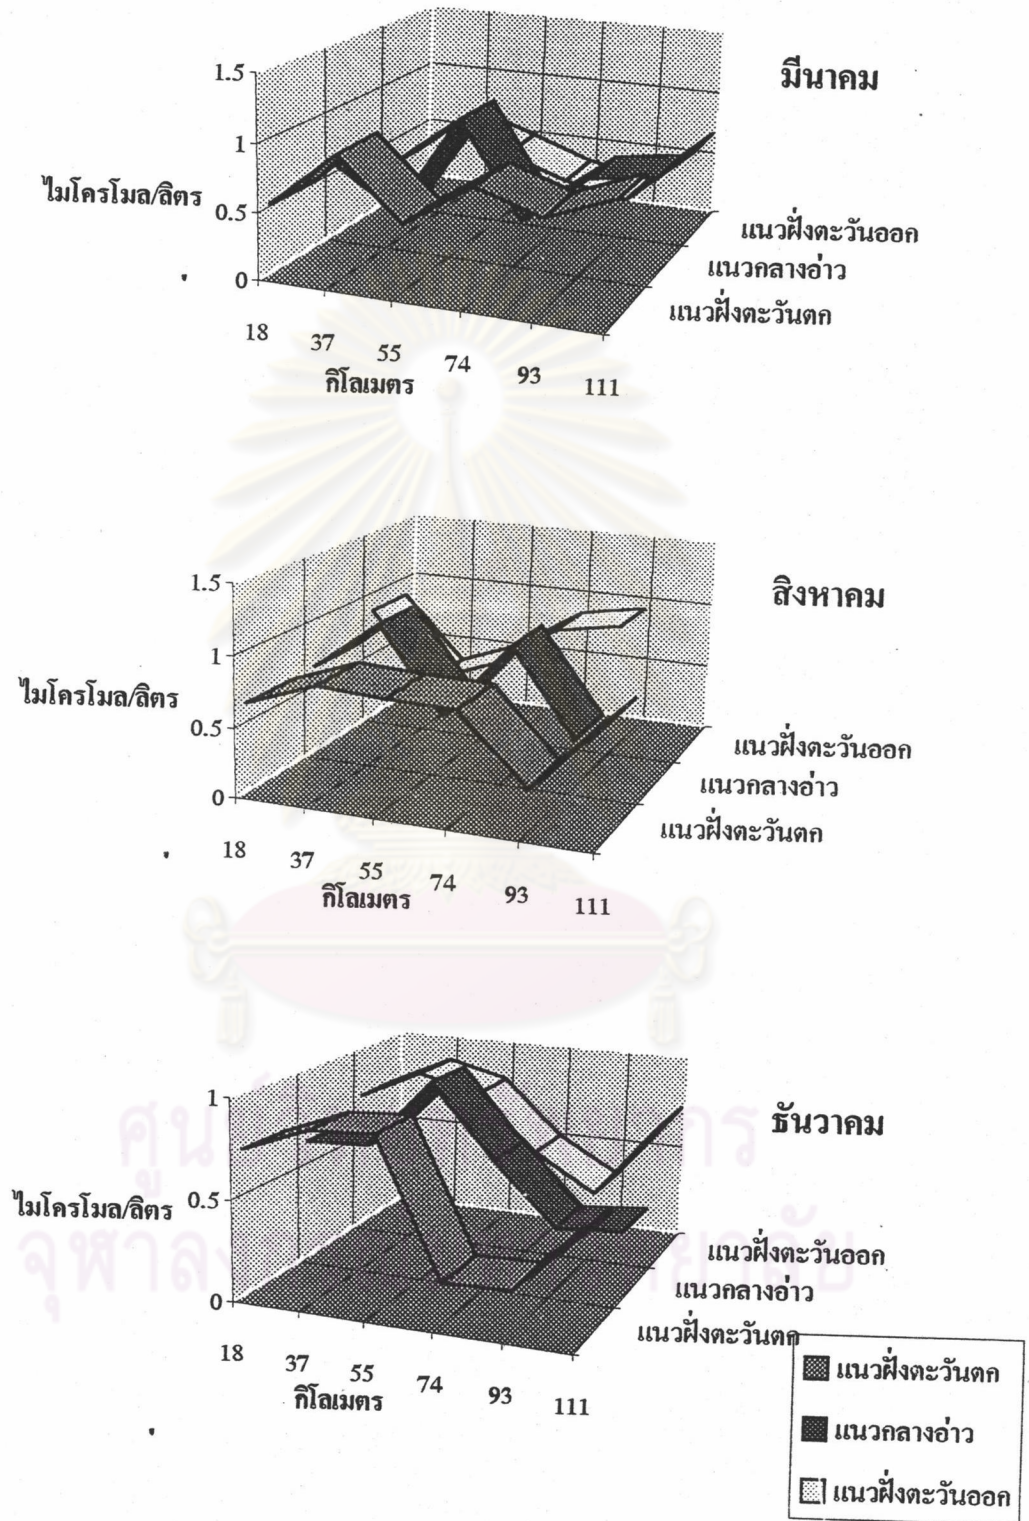 มีนาคม
1.5
1
ไมโครโมล/ลิตร
0.5
0
แนวฝั่งตะวันออก
แนวกลางอ่าว
แนวฝั่งตะวันตก
18
37
55
74
93
111
กิโลเมตร
สิงหาคม
1.5
1
ไมโครโมล/ลิตร
0.5
0
แนวฝั่งตะวันออก
แนวกลางอ่าว
แนวฝั่งตะวันตก
18
37
55
74
93
111
กิโลเมตร
ธันวาคม
1
0.5
ไมโครโมล/ลิตร
0
แนวฝั่งตะวันออก
แนวกลางอ่าว
แนวฝั่งตะวันตก
18
37
55
74
93
111
กิโลเมตร
แนวฝั่งตะวันตก
แนวกลางอ่าว
แนวฝั่งตะวันออก